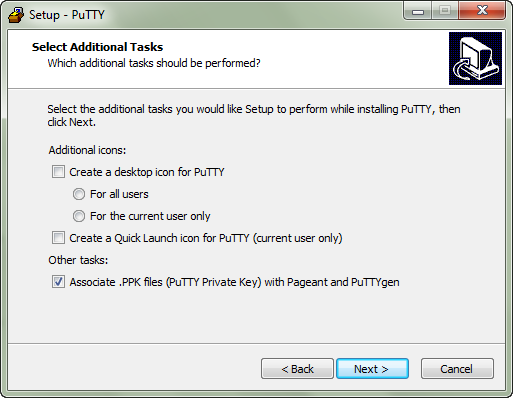 Setup - PuTTY
Select Additional Tasks
Which additional tasks should be performed?
Select the additional tasks you would like Setup to perform while installing PuTTY, then
click Next.
Additional icons:
Create a desktop icon for PuTTY
For all users
For the current user only
Create a Quick Launch icon for PuTTY (current user only)
Other tasks:
Associate .PPK files (PuTTY Private Key) with Pageant and PuTTYgen
< Back
Next >
Cancel